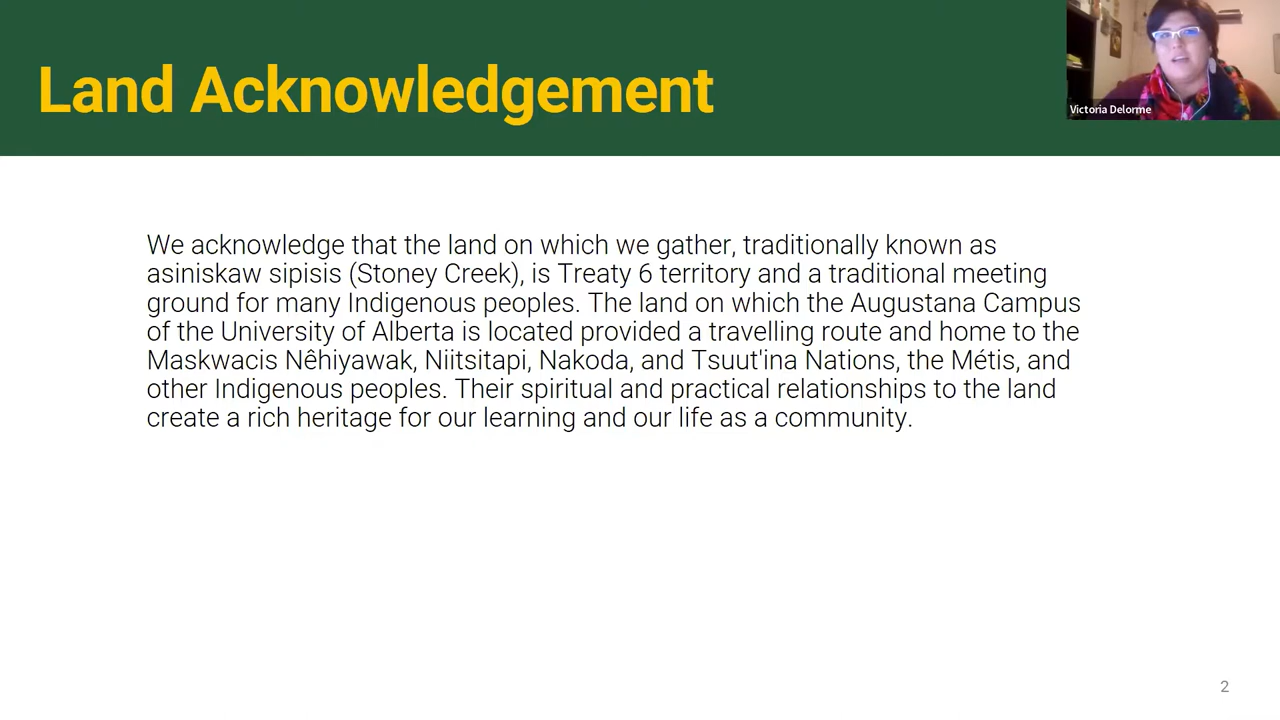 Land Acknowledgement
Victoria Delorme
We acknowledge that the land on which we gather, traditionally known as
asiniskaw sipisis (Stoney Creek), is Treaty 6 territory and a traditional meeting
ground for many Indigenous peoples. The land on which the Augustana Campus
of the University of Alberta is located provided a travelling route and home to the
Maskwacis Nêhiyawak, Niitsitapi, Nakoda, and Tsuut'ina Nations, the Métis, and
other Indigenous peoples. Their spiritual and practical relationships to the land
create a rich heritage for our learning and our life as a community.
2